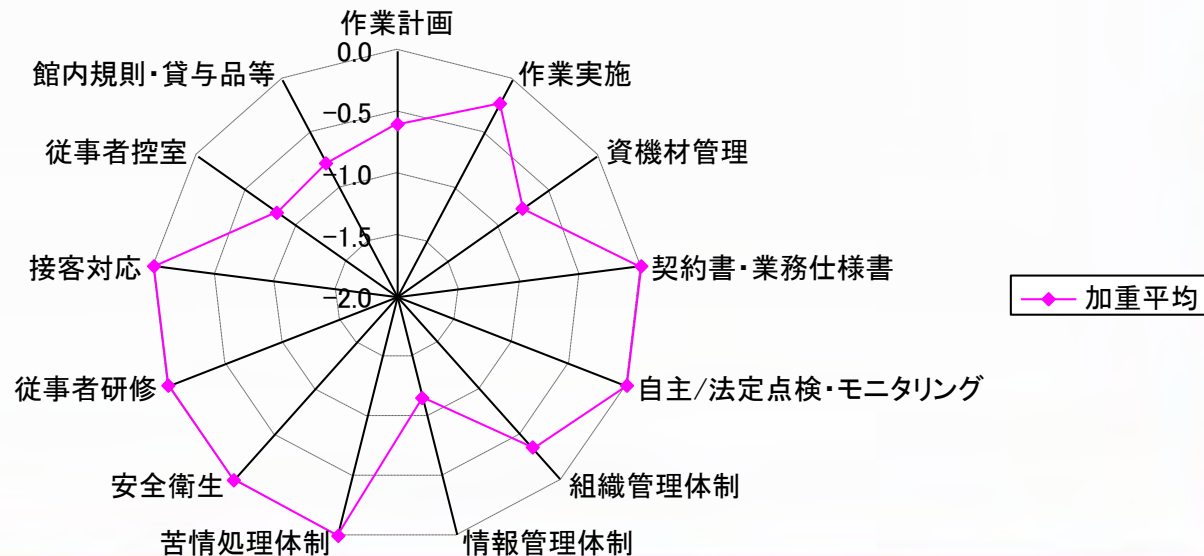 作業計画
作業実施
資機材管理
契約書・業務仕様書
自主/法定点検・モニタリング
組織管理体制
情報管理体制
苦情処理体制
安全衛生
従事者研修
接客対応
従事者控室
館内規則・貸与品等
0.0
-0.5
-1.0
-1.5
-2.0
加重平均